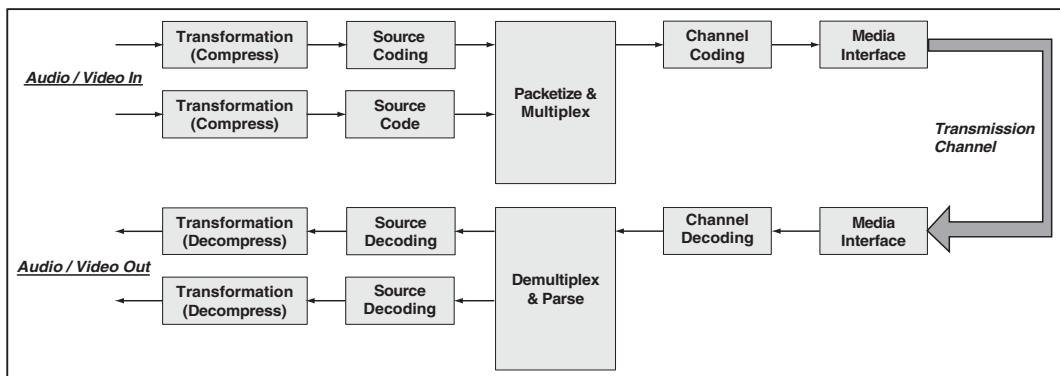 Audio / Video In
Transformation
(Compress)
Source
Coding
Transformation
(Compress)
Source
Code
Packetize &
Multiplex
Channel
Coding
Media
Interface
Transmission
Channel
Audio / Video Out
Transformation
(Decompress)
Source
Decoding
Transformation
(Decompress)
Source
Decoding
Demultiplex
& Parse
Channel
Decoding
Media
Interface